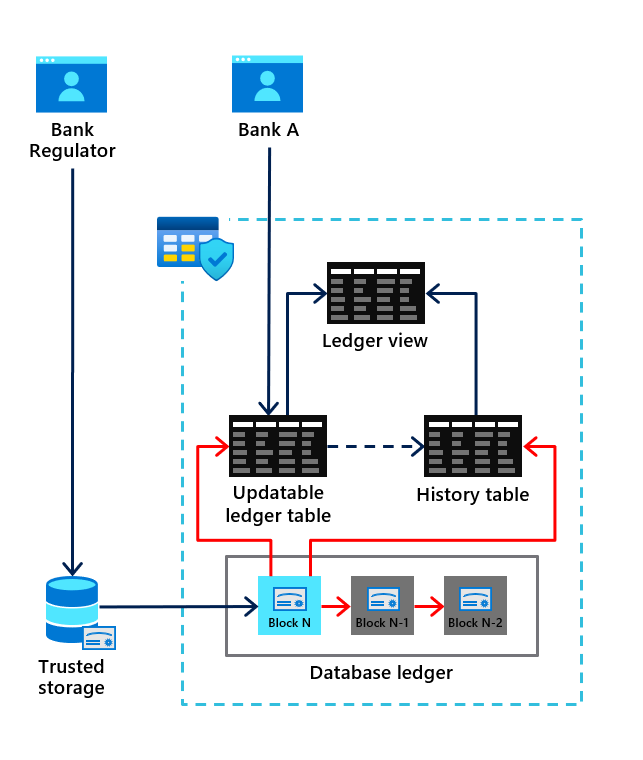 Bank
Regulator
Bank A
Ledger view
Updatable
ledger table
History table
Block N
Block N-1
Block N-2
Trusted
storage
Database ledger